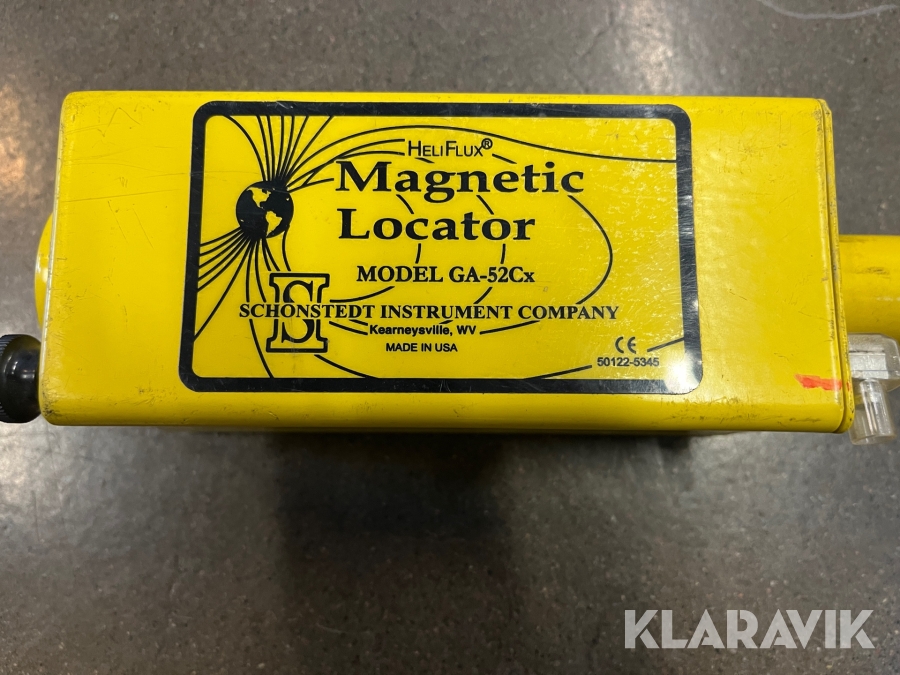 HELIFLUX®
Magnetic
Locator
MODEL GA-52Cx
S
SCHONSTEDT INSTRUMENT COMPANY
Kearneysville, WV
MADE IN USA
CE
50122-5345
KLARAVIK